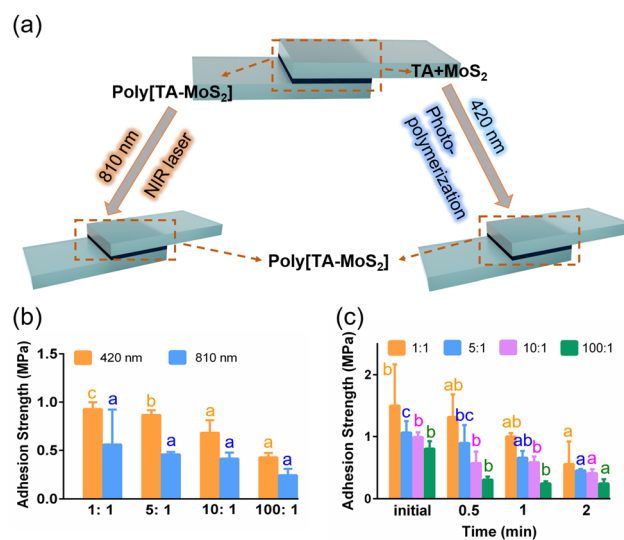 (a)
Poly[TA-MoS₂]
TA+MoS₂
810 nm
NIR laser
Photo-
polymerization
420 nm
Poly[TA-MoS₂]
(b)
420 nm
810 nm
Adhesion Strength (MPa)
1.5
1.0
0.5
0.0
c
a
b
a
a
a
a
a
1: 1
5: 1
10: 1
100: 1
(c)
1:1
5:1
10:1
100:1
Adhesion Strength (MPa)
2
1
0
b
c
b
b
ab
bc
b
b
ab
ab
b
b
a
a
a
a
initial
0.5
1
2
Time (min)